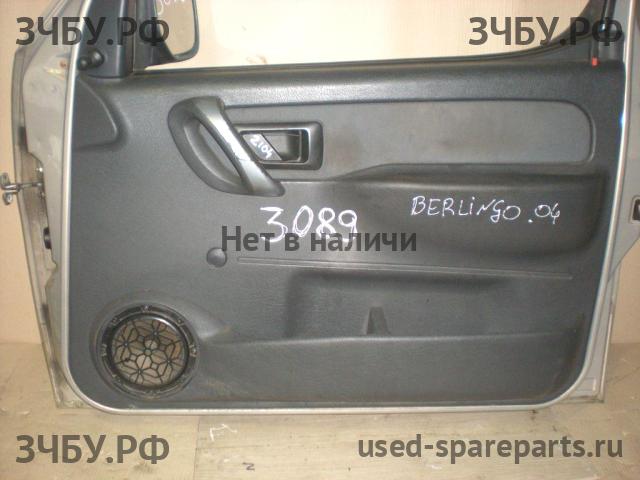 ЗЧБУ.РФ
ЗЧБУ.РФ
3089
BERLINGO.04
Нет в наличи
ЗЧБУ.РФ
used-spareparts.ru